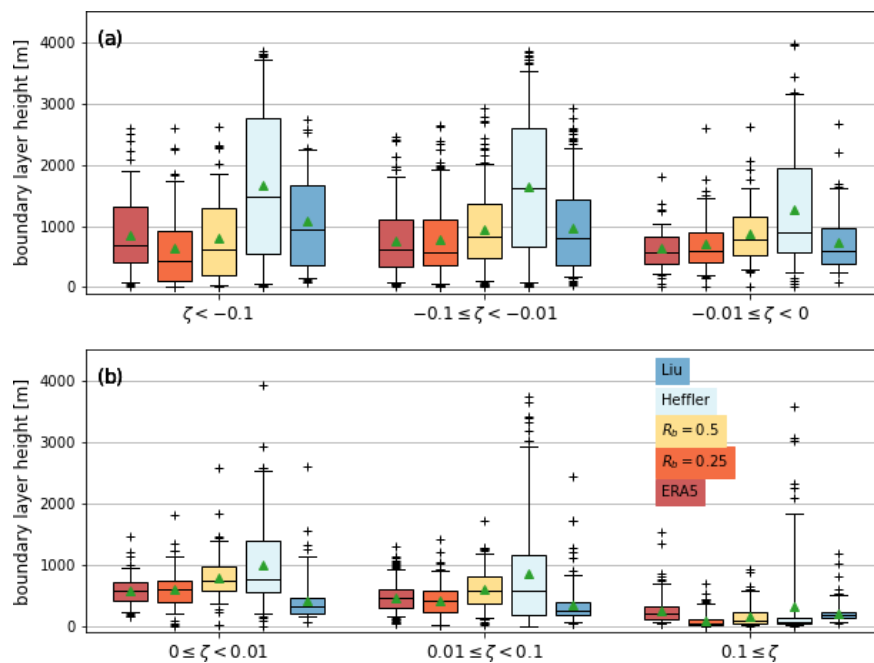 (a)
boundary layer height [m]
4000
3000
2000
1000
0
ζ < −0.1
−0.1 ≤ ζ < −0.01
−0.01 ≤ ζ < 0
(b)
boundary layer height [m]
4000
3000
2000
1000
0
Liu
Heffler
R_b = 0.5
R_b = 0.25
ERA5
0 ≤ ζ < 0.01
0.01 ≤ ζ < 0.1
0.1 ≤ ζ